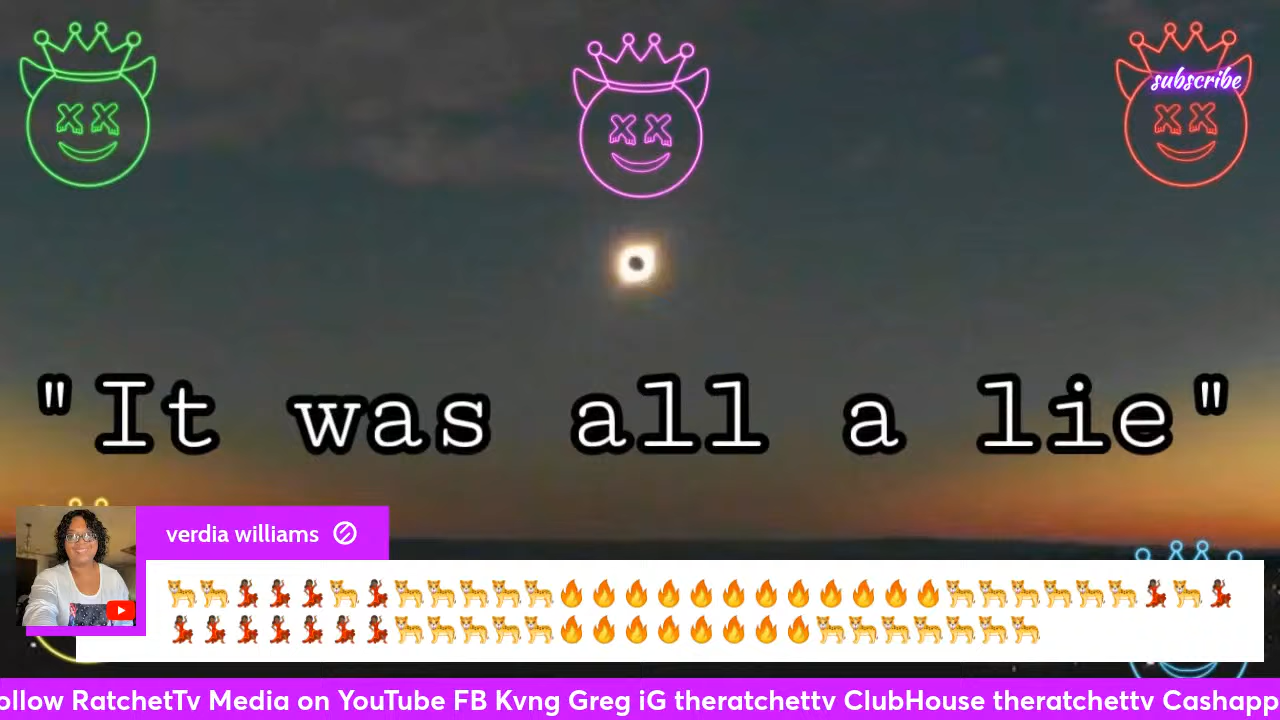 subscribe
"It was all a lie"
verdia williams
🐆🐆💃🏾💃🏾💃🏾🐆💃🏾🐆🐆🐆🐆🐆🔥🔥🔥🔥🔥🔥🔥🔥🔥🔥🔥🔥🐆🐆🐆🐆🐆🐆💃🏾🐆💃🏾
💃🏾💃🏾💃🏾💃🏾💃🏾💃🏾💃🏾🐆🐆🐆🐆🐆🔥🔥🔥🔥🔥🔥🔥🔥🐆🐆🐆🐆🐆🐆🐆
ollow RatchetTv Media on YouTube FB Kvng Greg iG theratchettv ClubHouse theratchettv Cashapp